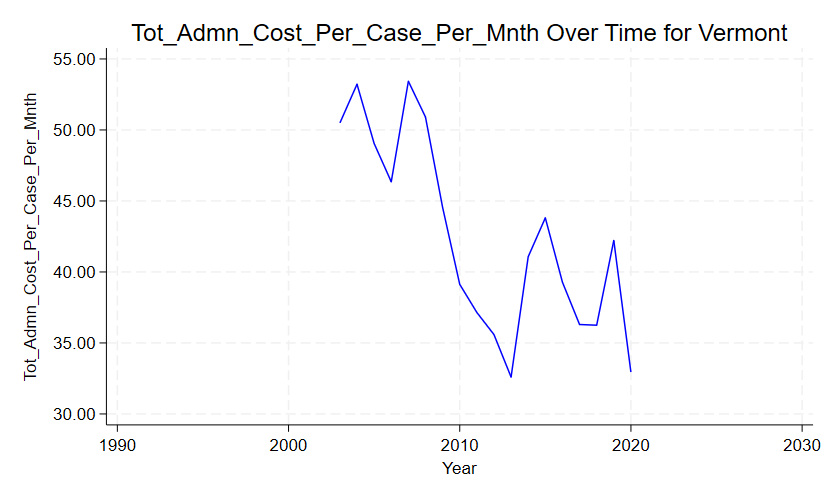 Tot_Admn_Cost_Per_Case_Per_Mnth Over Time for Vermont
Tot_Admn_Cost_Per_Case_Per_Mnth
55.00
50.00
45.00
40.00
35.00
30.00
1990 2000 2010 2020 2030
Year